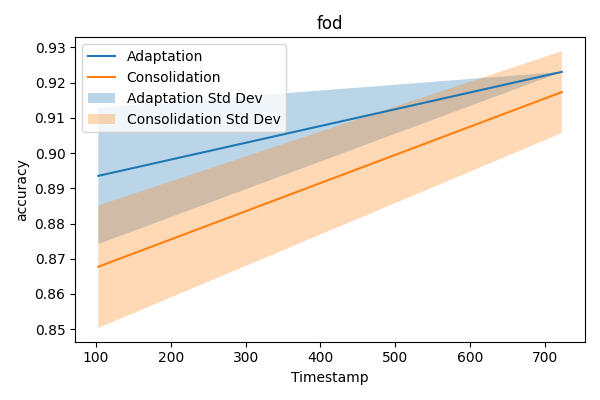 fod
0.93
0.92
0.91
0.90
0.89
0.88
0.87
0.86
0.85
accuracy
Adaptation
Consolidation
Adaptation Std Dev
Consolidation Std Dev
100 200 300 400 500 600 700
Timestamp